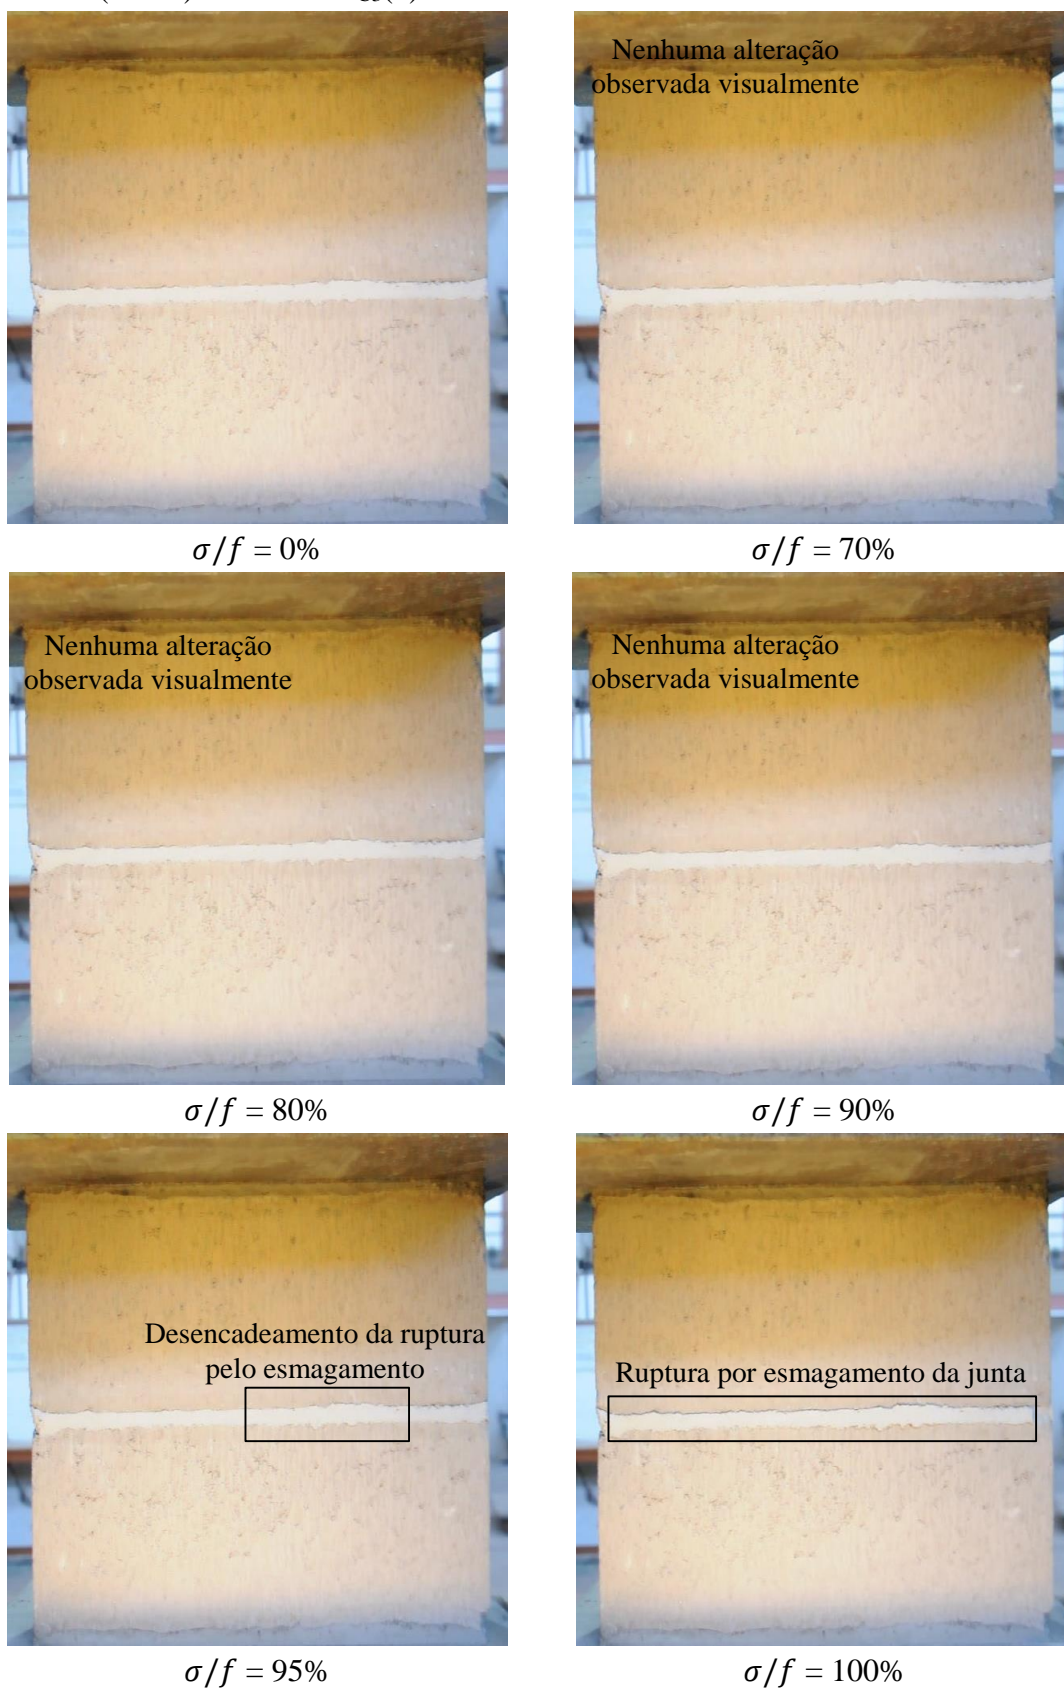 Nenhuma alteração
observada visualmente
𝜎/𝑓 = 0%
𝜎/𝑓 = 70%
Nenhuma alteração
observada visualmente
Nenhuma alteração
observada visualmente
𝜎/𝑓 = 80%
𝜎/𝑓 = 90%
Desencadeamento da ruptura
pelo esmagamento
Ruptura por esmagamento da junta
𝜎/𝑓 = 95%
𝜎/𝑓 = 100%